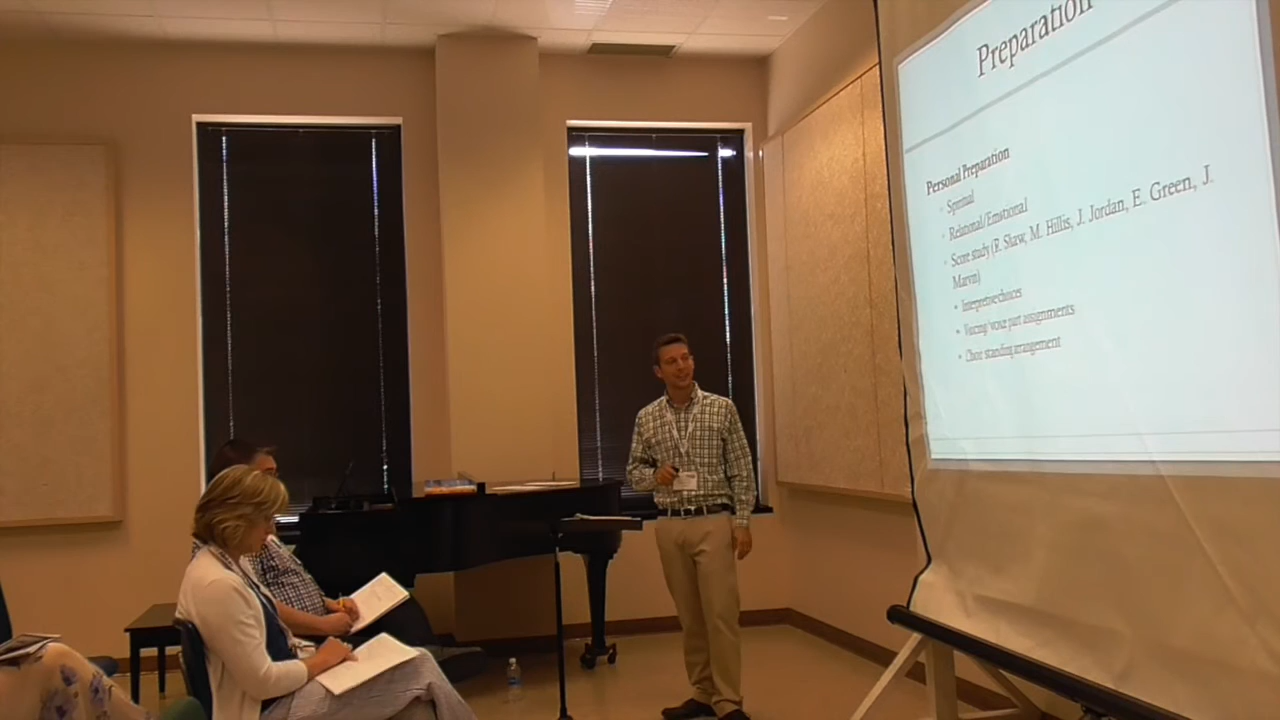 Preparation
Personal Preparation
Spiritual
Relational/Emotional
Score study (R. Shaw, M. Hillis, J. Jordan, E. Green, J.
Marvin)
Interpretive choices
Voicing/voice part assignments
Choir standing arrangement